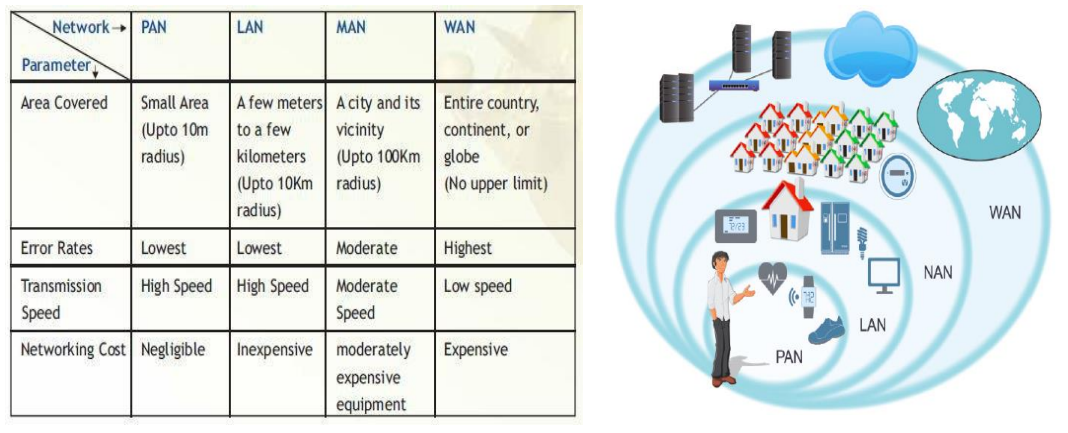 Network → PAN LAN MAN WAN
Parameter ↓
Area Covered
Small Area
(Upto 10m
radius)
A few meters
to a few
kilometers
(Upto 10Km
radius)
A city and its
vicinity
(Upto 100Km
radius)
Entire country,
continent, or
globe
(No upper limit)
Error Rates Lowest Lowest Moderate Highest
Transmission
Speed
High Speed
High Speed
Moderate
Speed
Low speed
Networking Cost
Negligible
Inexpensive
moderately
expensive
equipment
Expensive
WAN
NAN
LAN
PAN